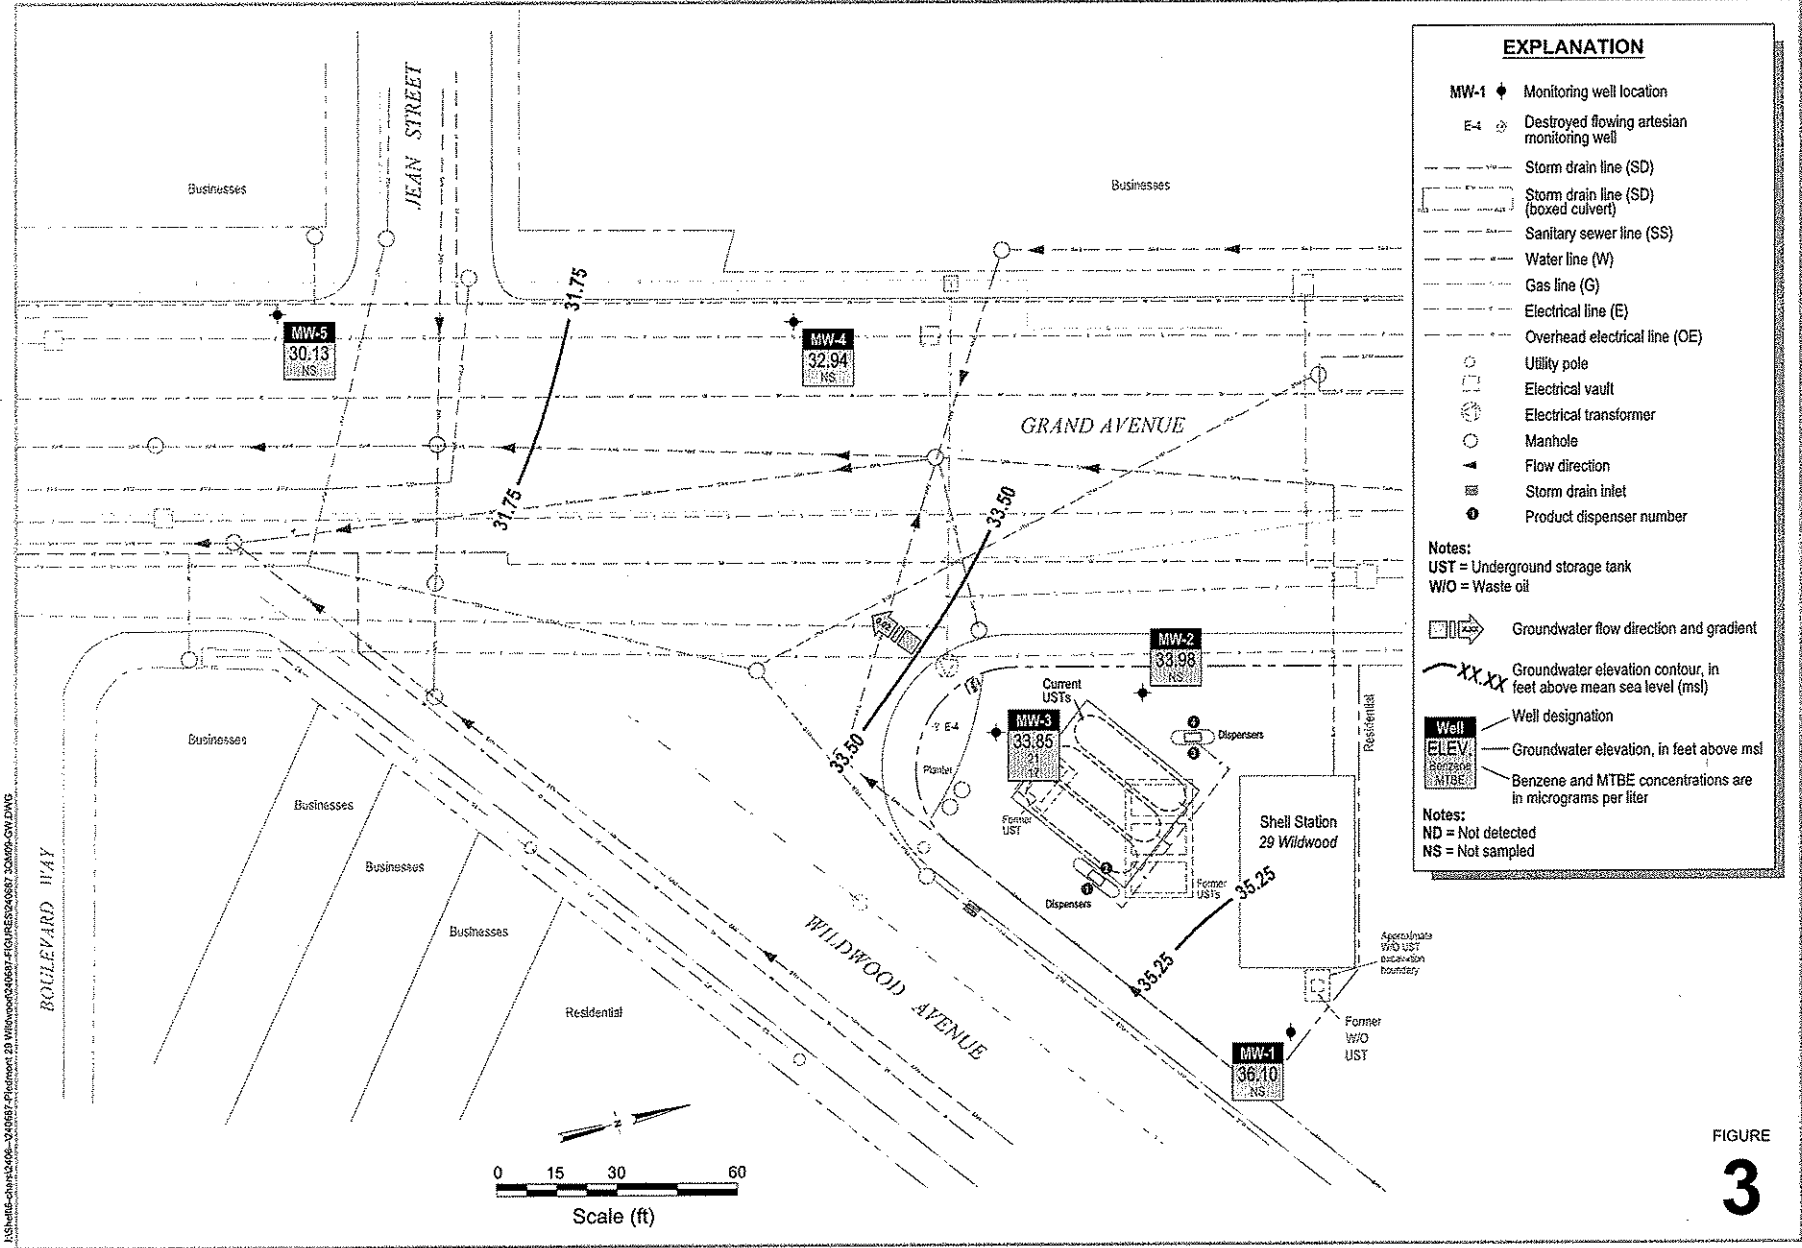 JEAN STREET
Businesses
Businesses
31.75
MW-5
30.13
NS
MW-4
32.94
NS
GRAND AVENUE
31.75
33.50
0.02
MW-2
33.98
NS
Current
USTs
E-4
MW-3
33.85
21
17
Dispensers
Residential
33.50
Planter
Former
UST
Businesses
Businesses
Businesses
Businesses
Shell Station
29 Wildwood
Former
USTs
Dispensers
35.25
35.25
BOULEVARD WAY
WILDWOOD AVENUE
Residential
Approximate
W/O UST
excavation
boundary
Former
W/O
UST
MW-1
36.10
NS
N
0 15 30 60
Scale (ft)
EXPLANATION
MW-1 Monitoring well location
E-4 Destroyed flowing artesian
monitoring well
Storm drain line (SD)
Storm drain line (SD)
(boxed culvert)
Sanitary sewer line (SS)
Water line (W)
Gas line (G)
Electrical line (E)
Overhead electrical line (OE)
Utility pole
Electrical vault
Electrical transformer
Manhole
Flow direction
Storm drain inlet
Product dispenser number
Notes:
UST = Underground storage tank
W/O = Waste oil
Groundwater flow direction and gradient
XX.XX
Groundwater elevation contour, in
feet above mean sea level (msl)
Well
ELEV.
Benzene
MTBE
Well designation
Groundwater elevation, in feet above msl
Benzene and MTBE concentrations are
in micrograms per liter
Notes:
ND = Not detected
NS = Not sampled
FIGURE
3